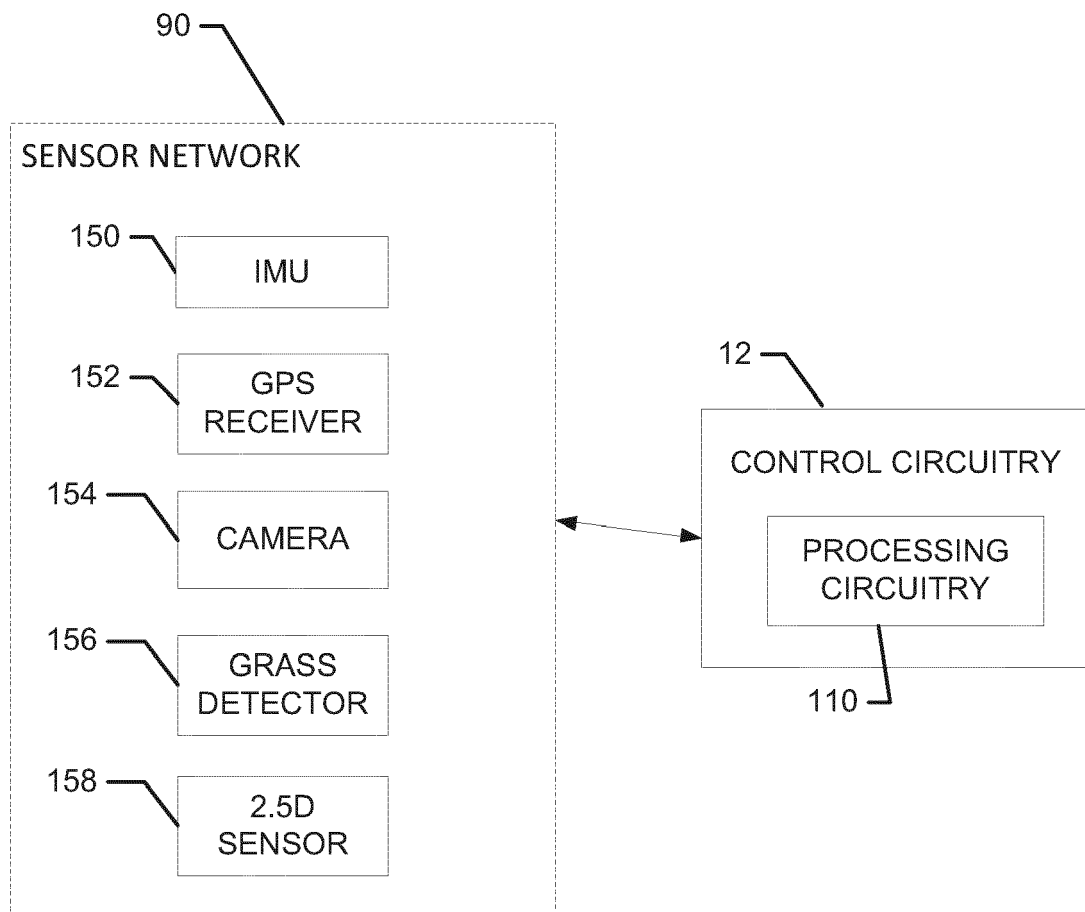 90
SENSOR NETWORK
150
IMU
152
GPS
RECEIVER
154
CAMERA
156
GRASS
DETECTOR
158
2.5D
SENSOR
12
CONTROL CIRCUITRY
PROCESSING
CIRCUITRY
110